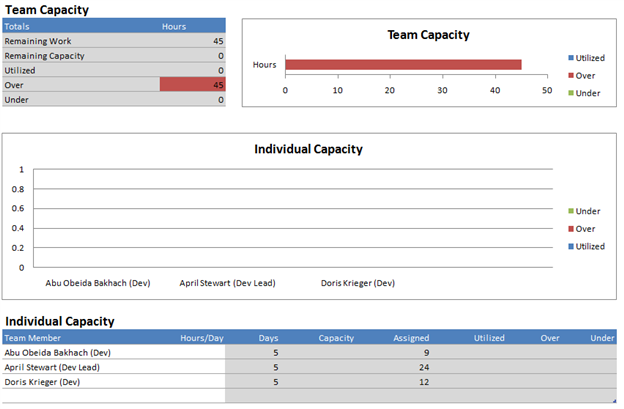 Team Capacity
Totals Hours
Remaining Work 45
Remaining Capacity 0
Utilized 0
Over 45
Under 0
Team Capacity
Hours
0 10 20 30 40 50
Utilized
Over
Under
Individual Capacity
1
0.8
0.6
0.4
0.2
0
Abu Obeida Bakhach (Dev) April Stewart (Dev Lead) Doris Krieger (Dev)
Under
Over
Utilized
Individual Capacity
Team Member Hours/Day Days Capacity Assigned Utilized Over Under
Abu Obeida Bakhach (Dev) 5 9
April Stewart (Dev Lead) 5 24
Doris Krieger (Dev) 5 12